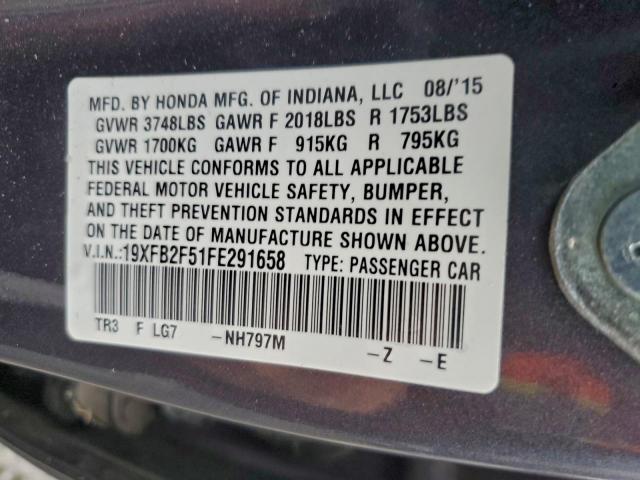 MFD. BY HONDA MFG. OF INDIANA, LLC 08/'15
GVWR 3748LBS GAWR F 2018LBS R 1753LBS
GVWR 1700KG GAWR F 915KG R 795KG
THIS VEHICLE CONFORMS TO ALL APPLICABLE
FEDERAL MOTOR VEHICLE SAFETY, BUMPER,
AND THEFT PREVENTION STANDARDS IN EFFECT
ON THE DATE OF MANUFACTURE SHOWN ABOVE.
V.I.N.:19XFB2F51FE291658 TYPE: PASSENGER CAR
TR3 F LG7 -NH797M -Z -E